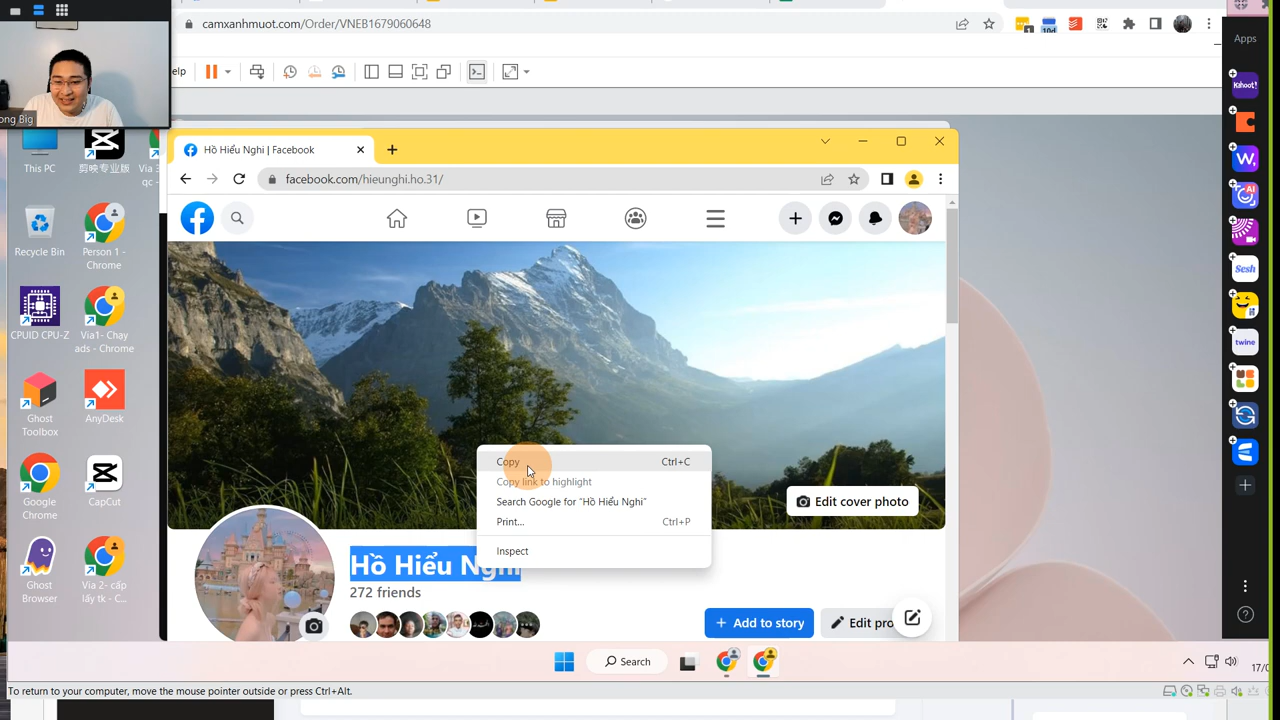 camxanhmuot.com/Order/VNEB1679060648
10d
elp
ong Big
Apps
Kahoot!
W,
AI
Sesh
twine
This PC
剪映专业版
Via 3
qc -
Recycle Bin
Person 1 -
Chrome
CPUID CPU-Z
Via1- Chạy
ads - Chrome
Ghost
Toolbox
AnyDesk
Google
Chrome
CapCut
Ghost
Browser
Via 2- cấp
lấy tk - C...
Hồ Hiểu Nghi | Facebook
facebook.com/hieunghi.ho.31/
Copy Ctrl+C
Copy link to highlight
Search Google for "Hồ Hiểu Nghi"
Print... Ctrl+P
Inspect
Edit cover photo
Hồ Hiểu Nghi
272 friends
+ Add to story
Edit pro
Search
17/0
To return to your computer, move the mouse pointer outside or press Ctrl+Alt.